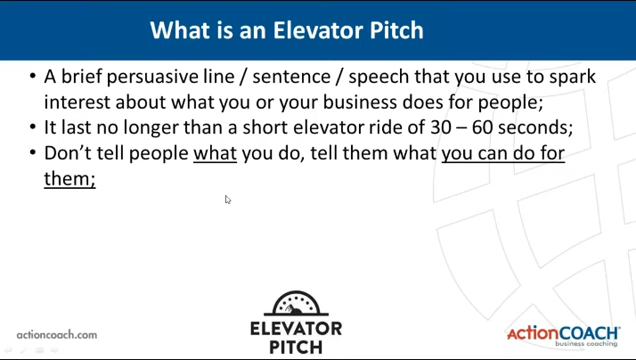 What is an Elevator Pitch
• A brief persuasive line / sentence / speech that you use to spark
interest about what you or your business does for people;
• It last no longer than a short elevator ride of 30 – 60 seconds;
• Don't tell people what you do, tell them what you can do for
them;
ELEVATOR
PITCH
actioncoach.com
ActionCOACH
business coaching